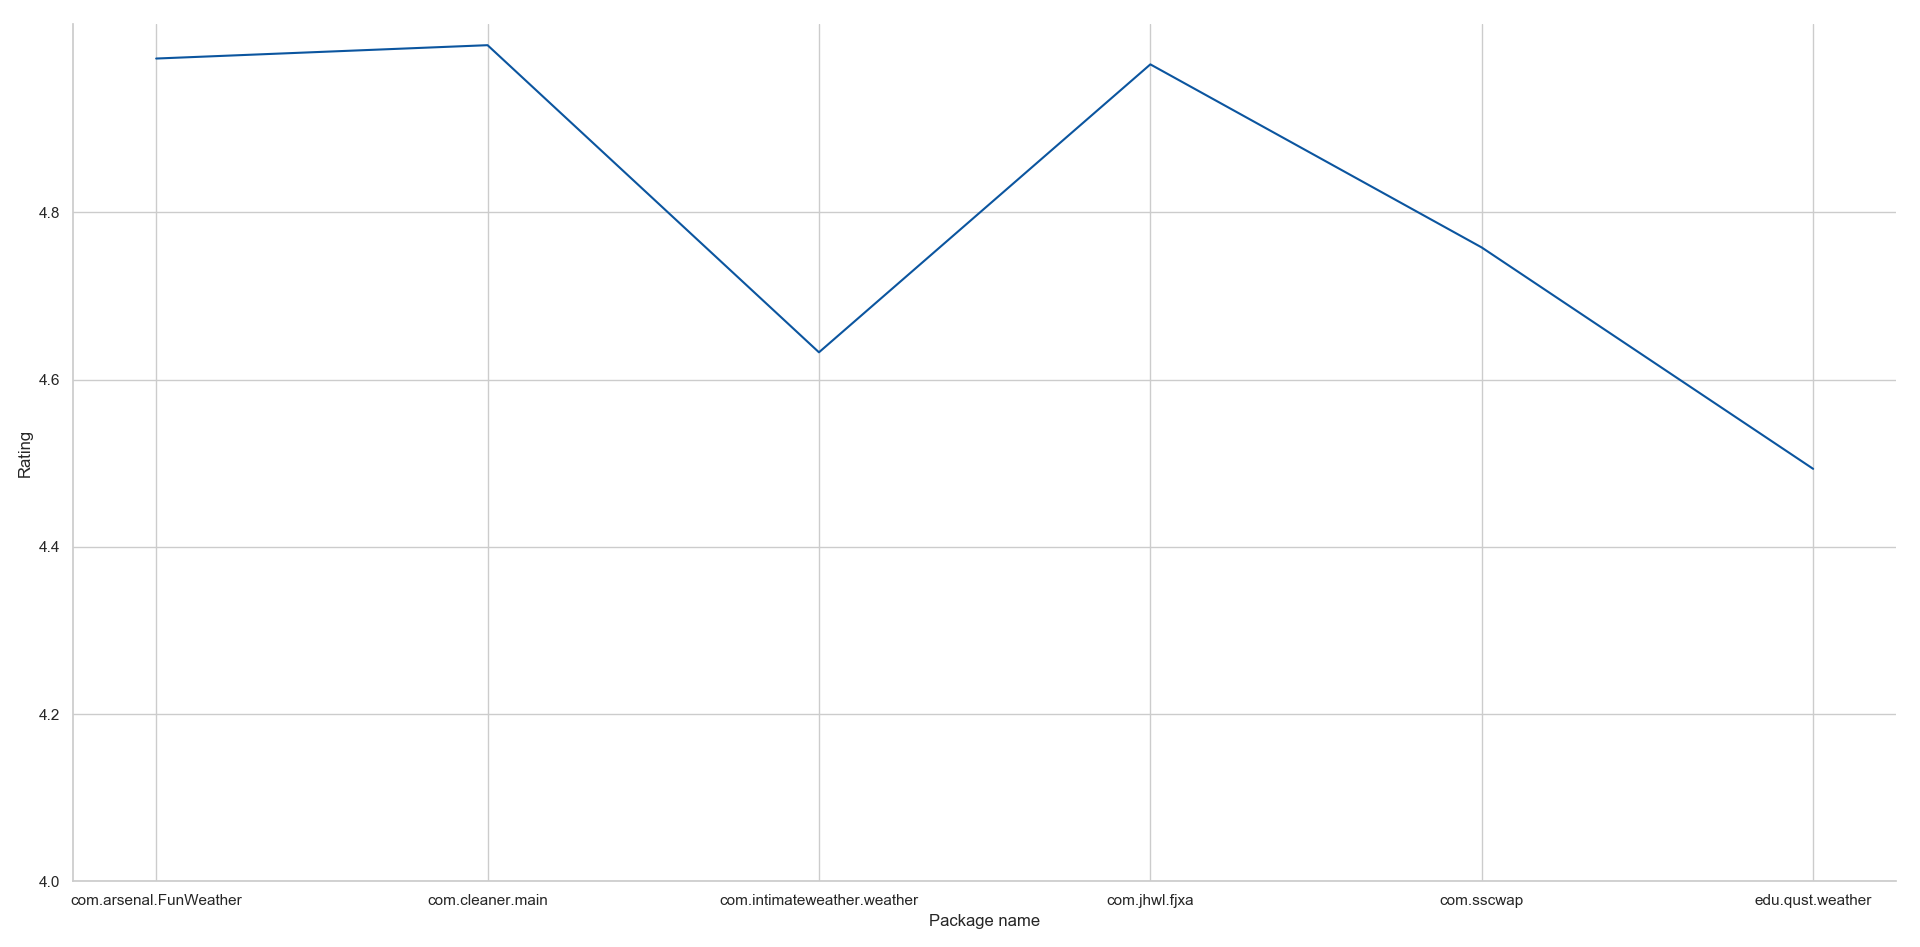 4.8
4.6
4.4
4.2
4.0
Rating
com.arsenal.FunWeather com.cleaner.main com.intimateweather.weather com.jhwl.fjxa com.sscwap edu.qust.weather
Package name